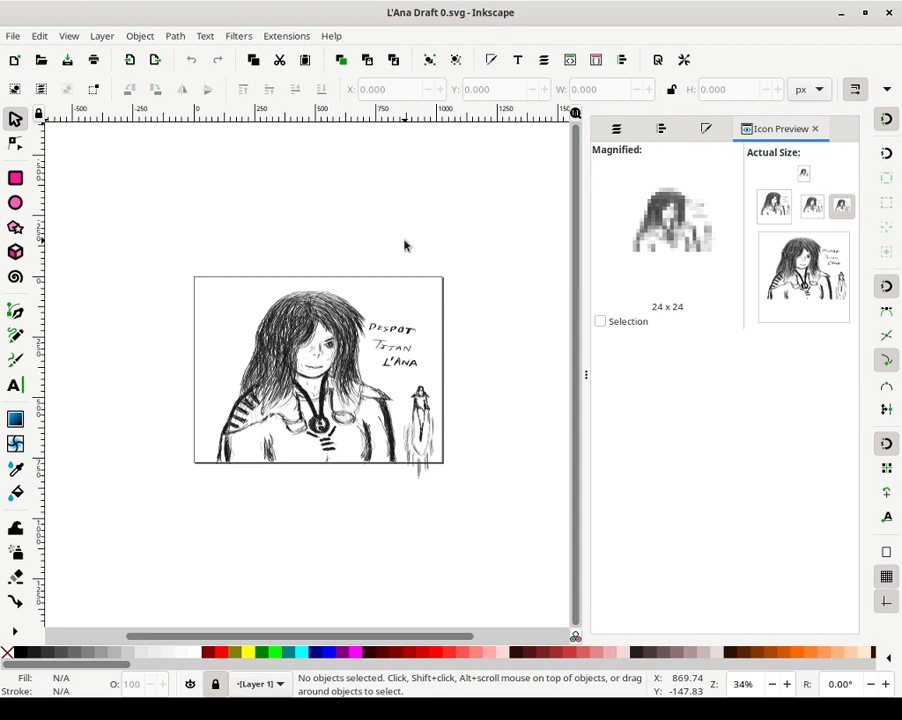 L'Ana Draft 0.svg - Inkscape
File Edit View Layer Object Path Text Filters Extensions Help
X: 0.000 Y: 0.000 W: 0.000 H: 0.000 px
-500 -250 0 250 500 750 1000 1250
Icon Preview
Magnified:
Actual Size:
24 x 24
Selection
DESPOT
TITAN
L'ANA
Fill: N/A
Stroke: N/A
O: 100
[Layer 1]
No objects selected. Click, Shift+click, Alt+scroll mouse on top of objects, or drag
around objects to select.
X: 869.74
Y: -147.83
Z: 34%
R: 0.00°